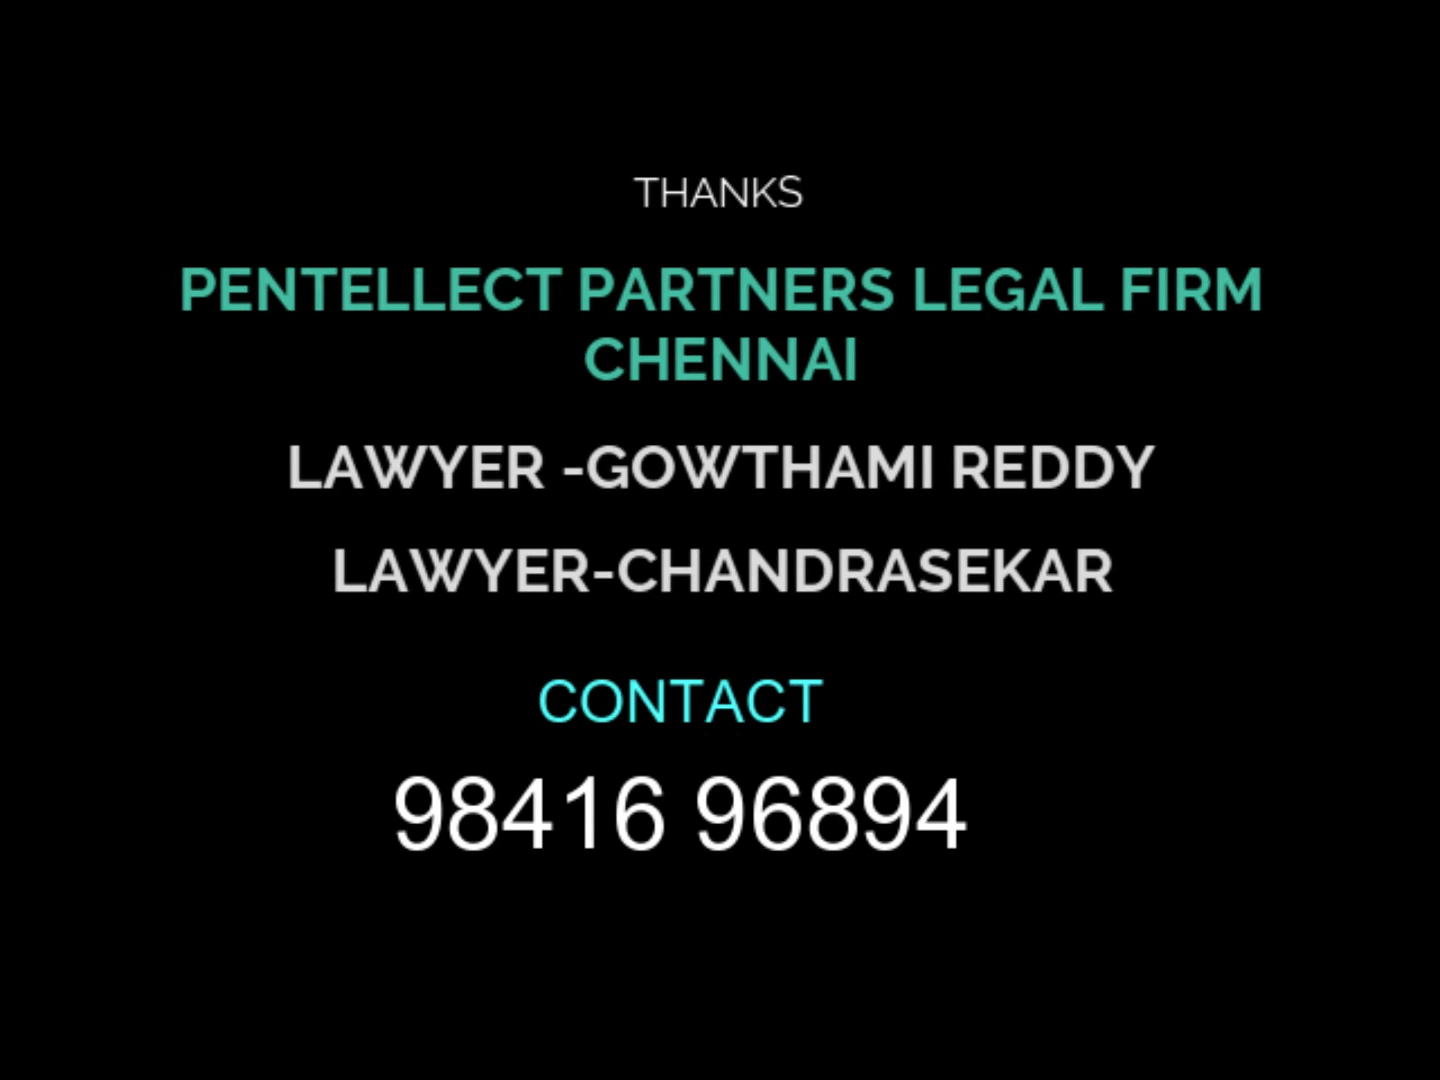 THANKS
PENTELLECT PARTNERS LEGAL FIRM
CHENNAI
LAWYER -GOWTHAMI REDDY
LAWYER-CHANDRASEKAR
CONTACT
98416 96894